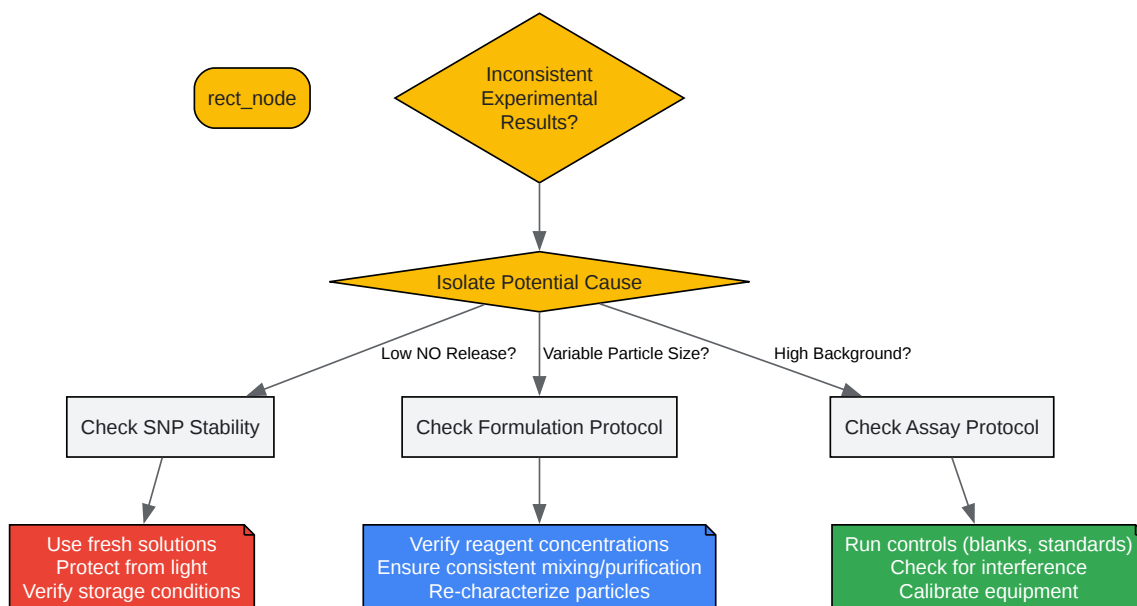 rect_node
Inconsistent
Experimental
Results?
Isolate Potential Cause
Low NO Release?
Variable Particle Size?
High Background?
Check SNP Stability
Check Formulation Protocol
Check Assay Protocol
Use fresh solutions
Protect from light
Verify storage conditions
Verify reagent concentrations
Ensure consistent mixing/purification
Re-characterize particles
Run controls (blanks, standards)
Check for interference
Calibrate equipment